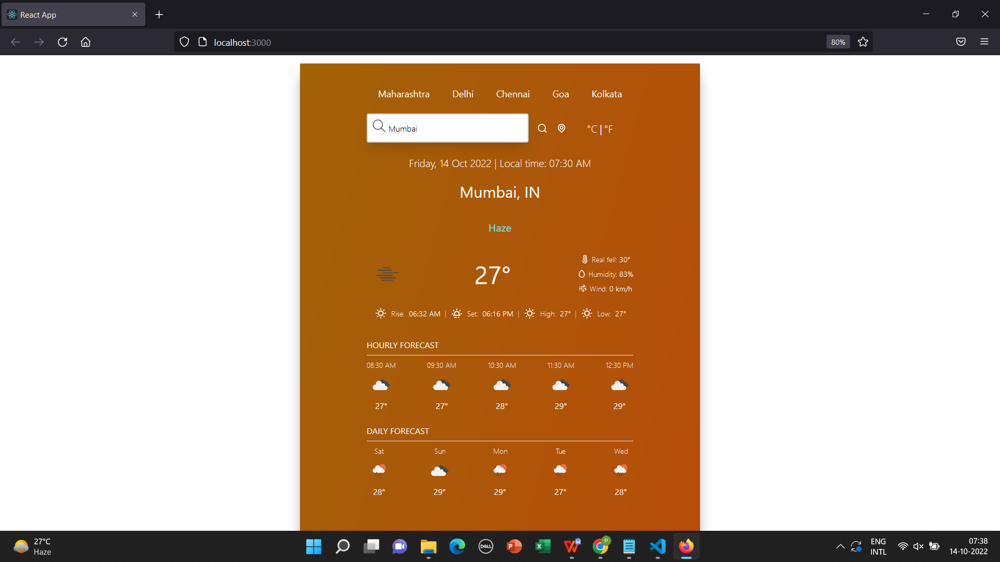 React App
localhost:3000
80%
Maharashtra Delhi Chennai Goa Kolkata
Mumbai
°C | °F
Friday, 14 Oct 2022 | Local time: 07:30 AM
Mumbai, IN
Haze
27°
Real fell: 30°
Humidity: 83%
Wind: 0 km/h
Rise: 06:32 AM | Set: 06:16 PM | High: 27° | Low: 27°
HOURLY FORECAST
08:30 AM 09:30 AM 10:30 AM 11:30 AM 12:30 PM
27° 27° 28° 29° 29°
DAILY FORECAST
Sat Sun Mon Tue Wed
28° 29° 29° 27° 28°
27°C
Haze
DELL
P
X
W
P
ENG
INTL
07:38
14-10-2022